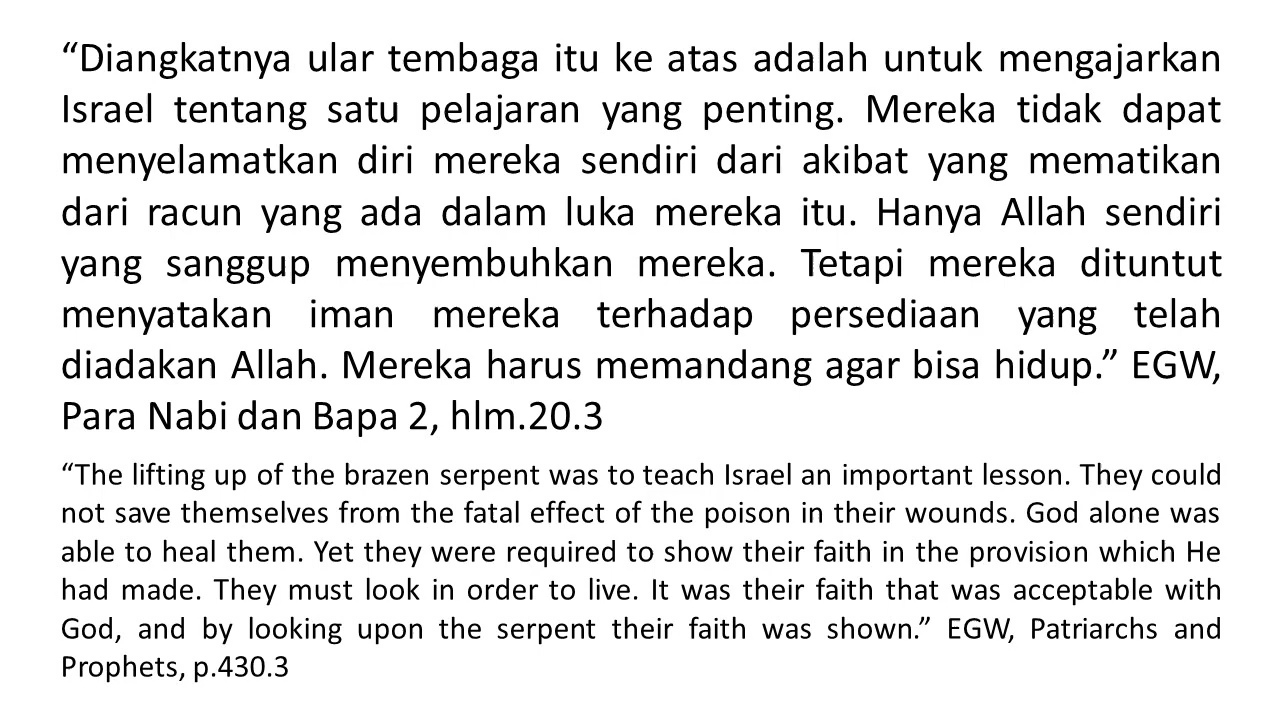 “Diangkatnya ular tembaga itu ke atas adalah untuk mengajarkan
Israel tentang satu pelajaran yang penting. Mereka tidak dapat
menyelamatkan diri mereka sendiri dari akibat yang mematikan
dari racun yang ada dalam luka mereka itu. Hanya Allah sendiri
yang sanggup menyembuhkan mereka. Tetapi mereka dituntut
menyatakan iman mereka terhadap persediaan yang telah
diadakan Allah. Mereka harus memandang agar bisa hidup.” EGW,
Para Nabi dan Bapa 2, hlm.20.3
“The lifting up of the brazen serpent was to teach Israel an important lesson. They could
not save themselves from the fatal effect of the poison in their wounds. God alone was
able to heal them. Yet they were required to show their faith in the provision which He
had made. They must look in order to live. It was their faith that was acceptable with
God, and by looking upon the serpent their faith was shown.” EGW, Patriarchs and
Prophets, p.430.3